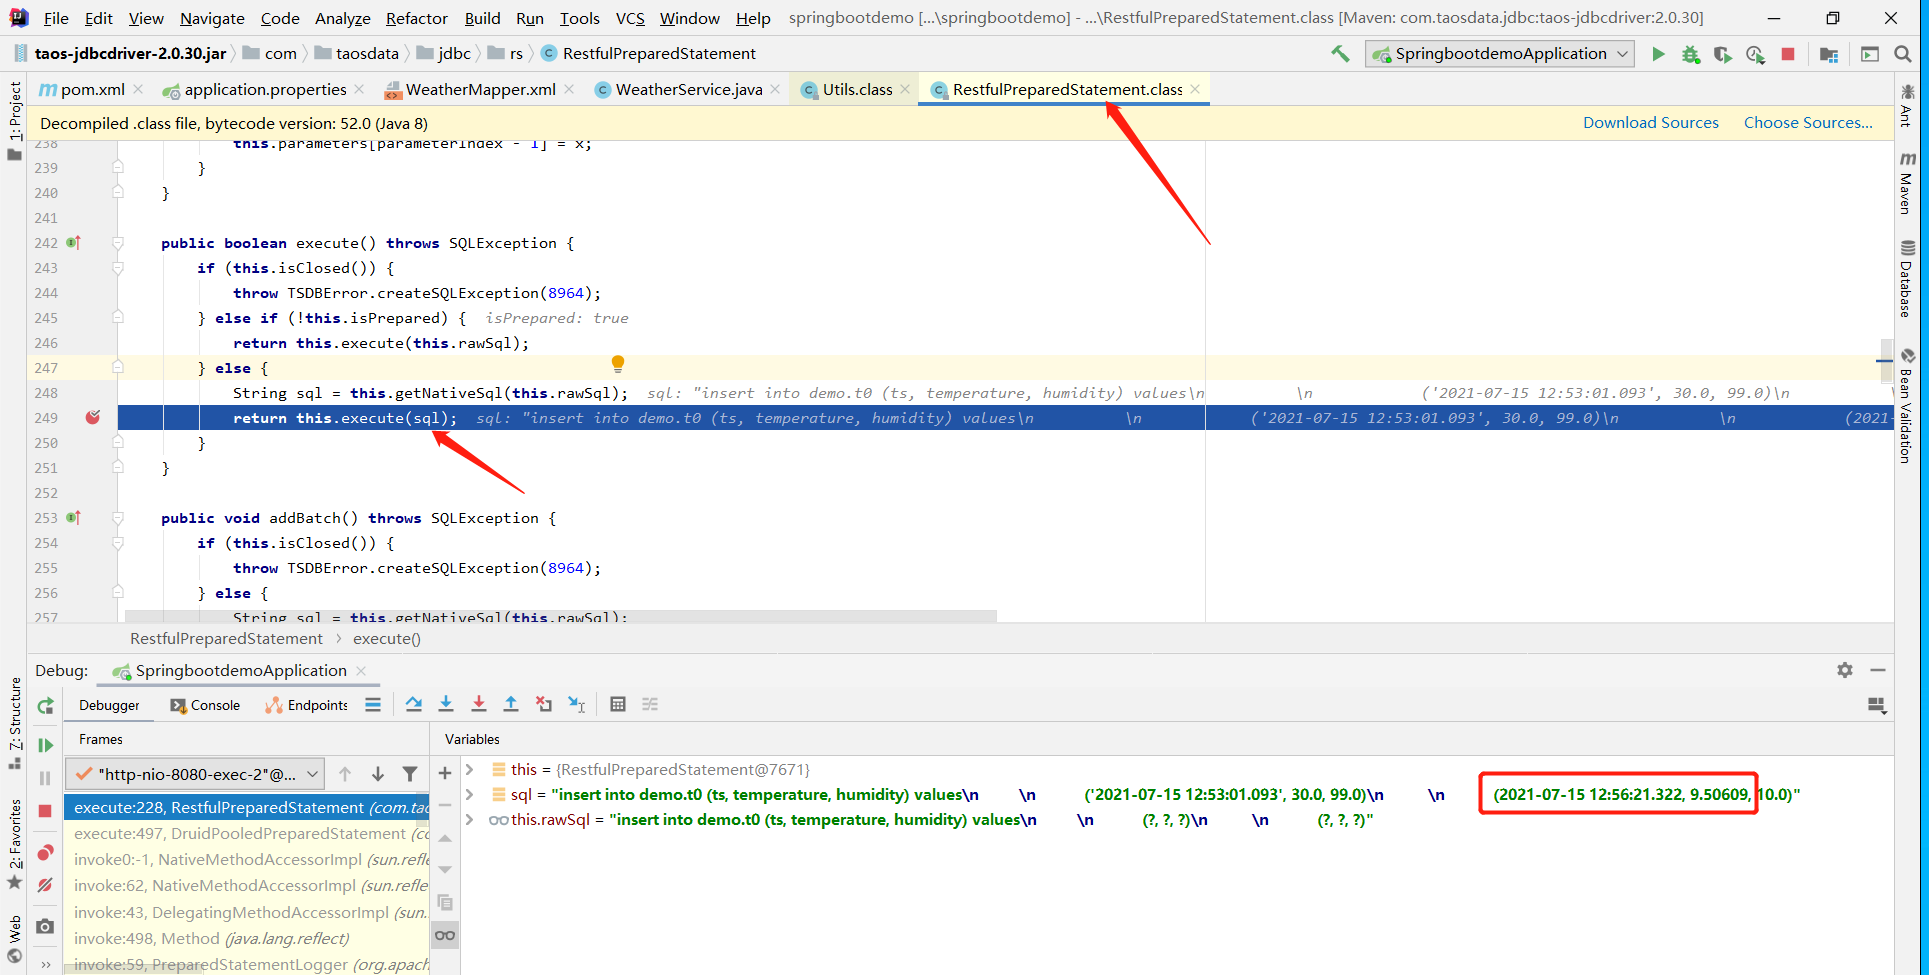 File Edit View Navigate Code Analyze Refactor Build Run Tools VCS Window Help springbootdemo [...\springbootdemo] - ...\RestfulPreparedStatement.class [Maven: com.taosdata.jdbc:taos-jdbcdriver:2.0.30]
taos-jdbcdriver-2.0.30.jar com taosdata jdbc rs RestfulPreparedStatement SpringbootdemoApplication
pom.xml application.properties WeatherMapper.xml WeatherService.java Utils.class RestfulPreparedStatement.class
Decompiled .class file, bytecode version: 52.0 (Java 8) Download Sources Choose Sources...
238 this.parameters[parameterIndex - 1] = x;
239 }
240 }
241
242 public boolean execute() throws SQLException {
243 if (this.isClosed()) {
244 throw TSDBError.createSQLException(8964);
245 } else if (!this.isPrepared) { isPrepared: true
246 return this.execute(this.rawSql);
247 } else {
248 String sql = this.getNativeSql(this.rawSql); sql: "insert into demo.t0 (ts, temperature, humidity) values\n \n ('2021-07-15 12:53:01.093', 30.0, 99.0)\n
249 return this.execute(sql); sql: "insert into demo.t0 (ts, temperature, humidity) values\n \n ('2021-07-15 12:53:01.093', 30.0, 99.0)\n \n (2021-
250 }
251 }
252
253 public void addBatch() throws SQLException {
254 if (this.isClosed()) {
255 throw TSDBError.createSQLException(8964);
256 } else {
257 String sql = this.getNativeSql(this.rawSql);
RestfulPreparedStatement › execute()
Debug: SpringbootdemoApplication
Debugger Console Endpoints
Frames Variables
"http-nio-8080-exec-2"@...
execute:228, RestfulPreparedStatement (com.tao
execute:497, DruidPooledPreparedStatement (co
invoke0:-1, NativeMethodAccessorImpl (sun.refle
invoke:62, NativeMethodAccessorImpl (sun.refle
invoke:43, DelegatingMethodAccessorImpl (sun.
invoke:498, Method (java.lang.reflect)
invoke:59, PreparedStatementLogger (org.apach
this = {RestfulPreparedStatement@7671}
sql = "insert into demo.t0 (ts, temperature, humidity) values\n \n ('2021-07-15 12:53:01.093', 30.0, 99.0)\n \n (2021-07-15 12:56:21.322, 9.50609, 10.0)"
this.rawSql = "insert into demo.t0 (ts, temperature, humidity) values\n \n (?, ?, ?)\n \n (?, ?, ?)"
1: Project
7: Structure
2: Favorites
Web
Ant
Maven
Database
Bean Validation